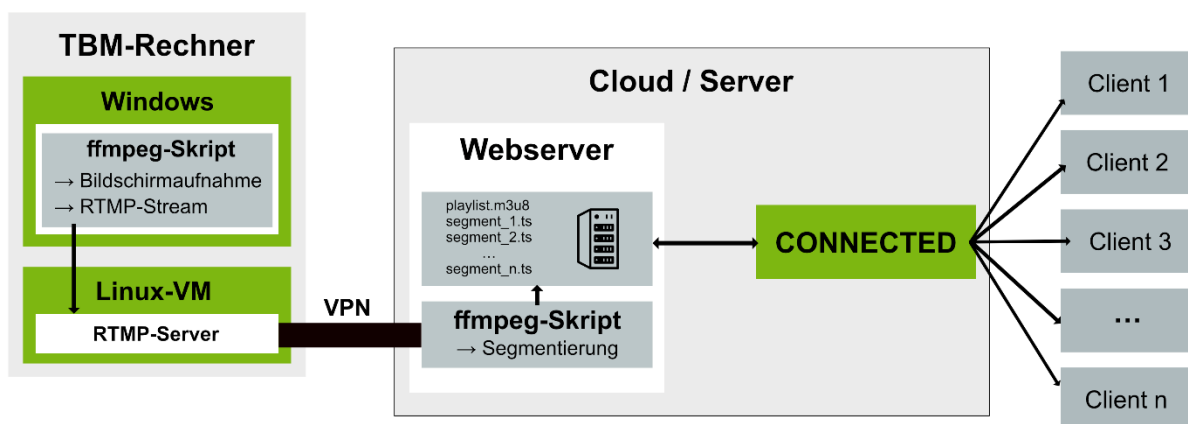 TBM-Rechner
Windows
ffmpeg-Skript
→ Bildschirmaufnahme
→ RTMP-Stream
Linux-VM
RTMP-Server
VPN
Cloud / Server
Webserver
playlist.m3u8
segment_1.ts
segment_2.ts
...
segment_n.ts
ffmpeg-Skript
→ Segmentierung
CONNECTED
Client 1
Client 2
Client 3
...
Client n